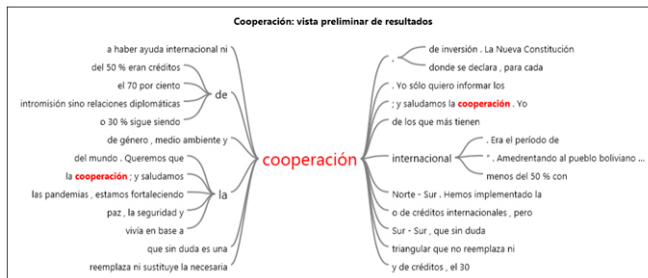 Cooperación: vista preliminar de resultados
a haber ayuda internacional ni
del 50 % eran créditos
el 70 por ciento
intromisión sino relaciones diplomáticas
o 30 % sigue siendo
de
de género , medio ambiente y
del mundo . Queremos que
la cooperación ; y saludamos
las pandemias , estamos fortaleciendo
paz , la seguridad y
vivía en base a
la
que sin duda es una
reemplaza ni sustituye la necesaria
cooperación
,
de inversión . La Nueva Constitución
donde se declara , para cada
. Yo sólo quiero informar los
; y saludamos la cooperación . Yo
de los que más tienen
internacional
. Era el período de
" . Amedrentando al pueblo boliviano ...
menos del 50 % con
Norte - Sur . Hemos implementado la
o de créditos internacionales , pero
Sur - Sur , que sin duda
triangular que no reemplaza ni
y de créditos , el 30